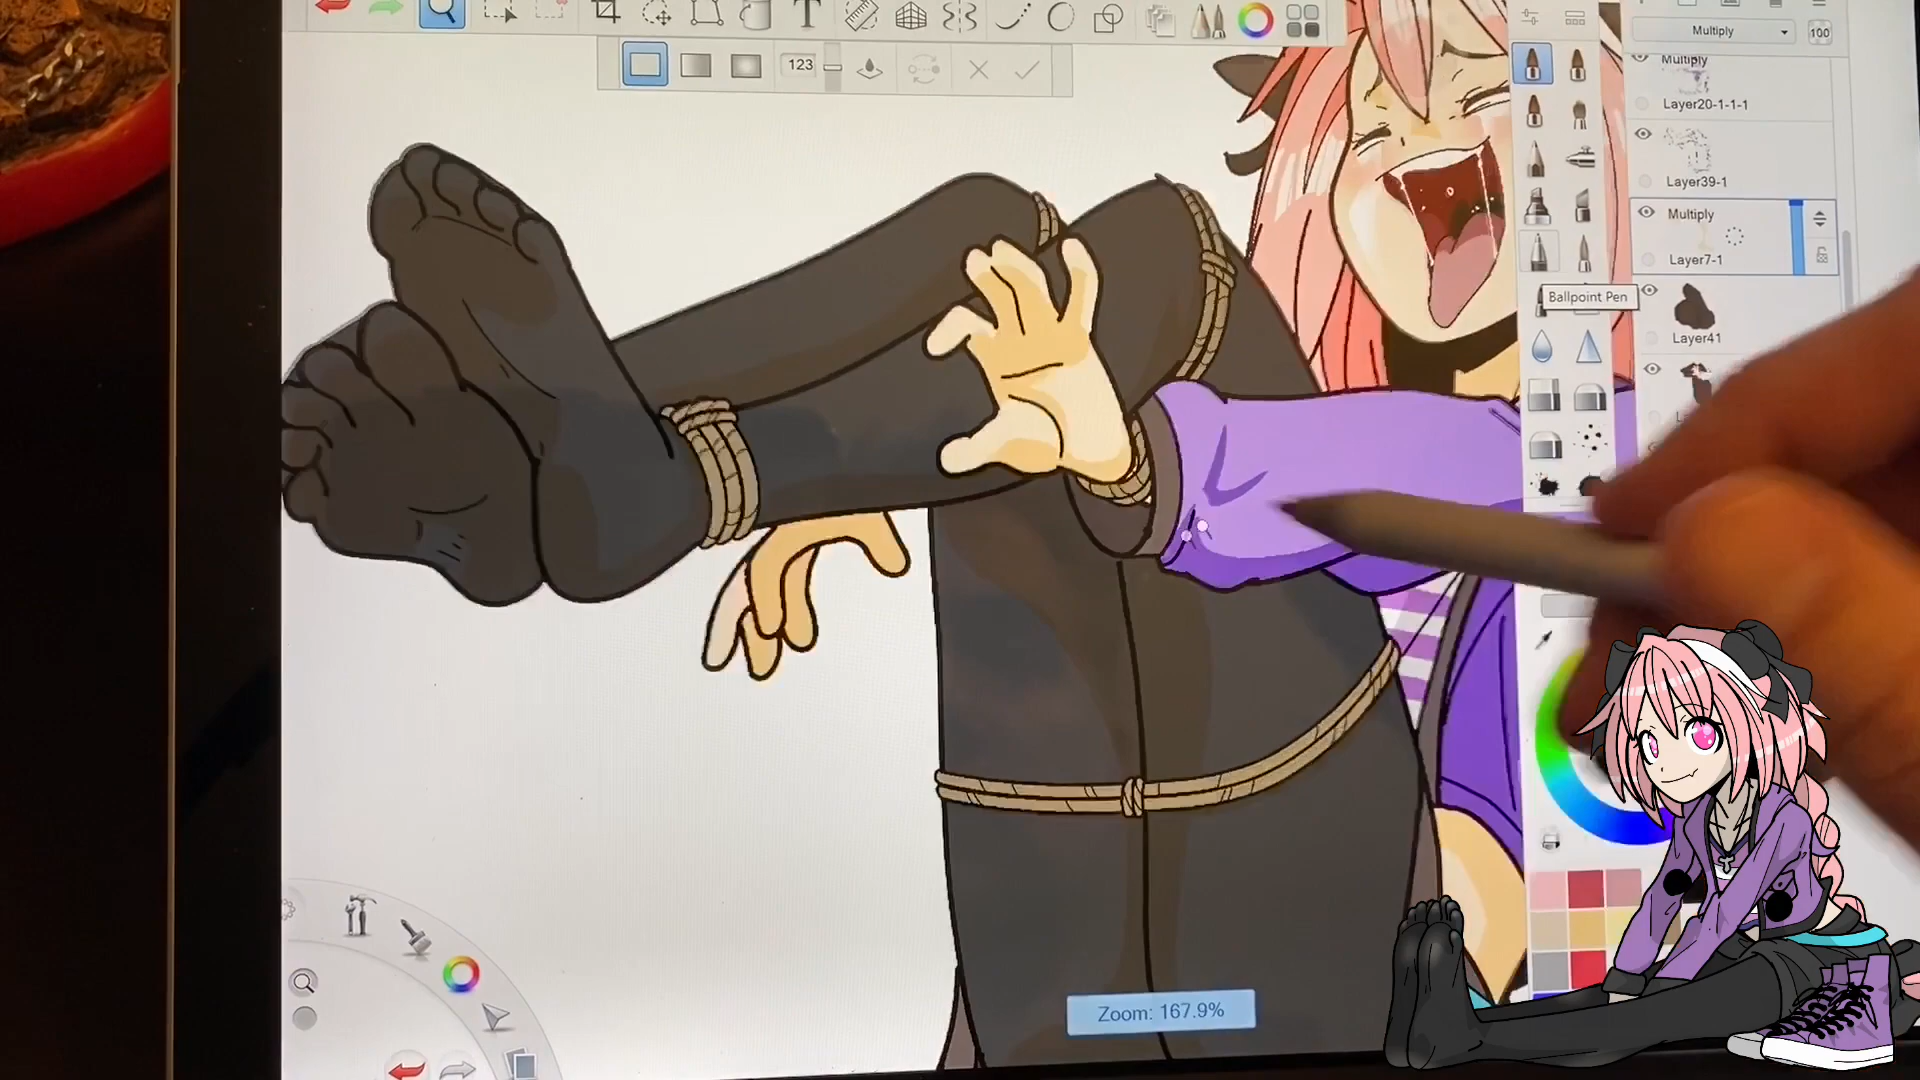 T
123
Multiply
100
Multiply
Layer20-1-1-1
Layer39-1
Multiply
Layer7-1
Ballpoint Pen
Layer41
Zoom: 167.9%